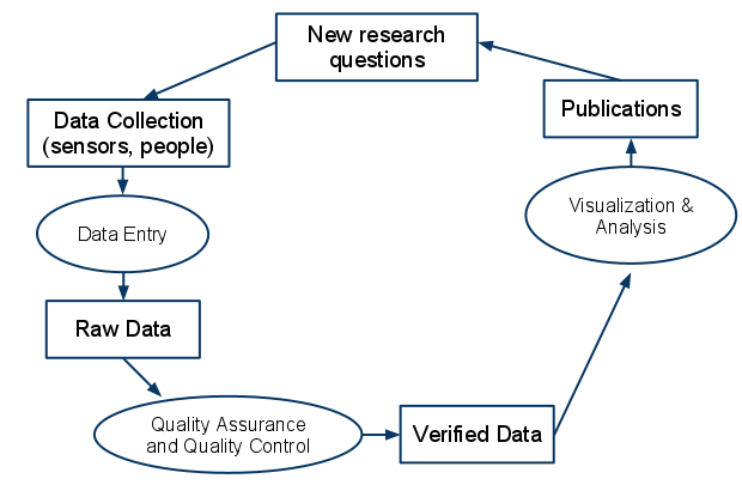 New research
questions
Data Collection
(sensors, people)
Data Entry
Raw Data
Quality Assurance
and Quality Control
Verified Data
Visualization &
Analysis
Publications